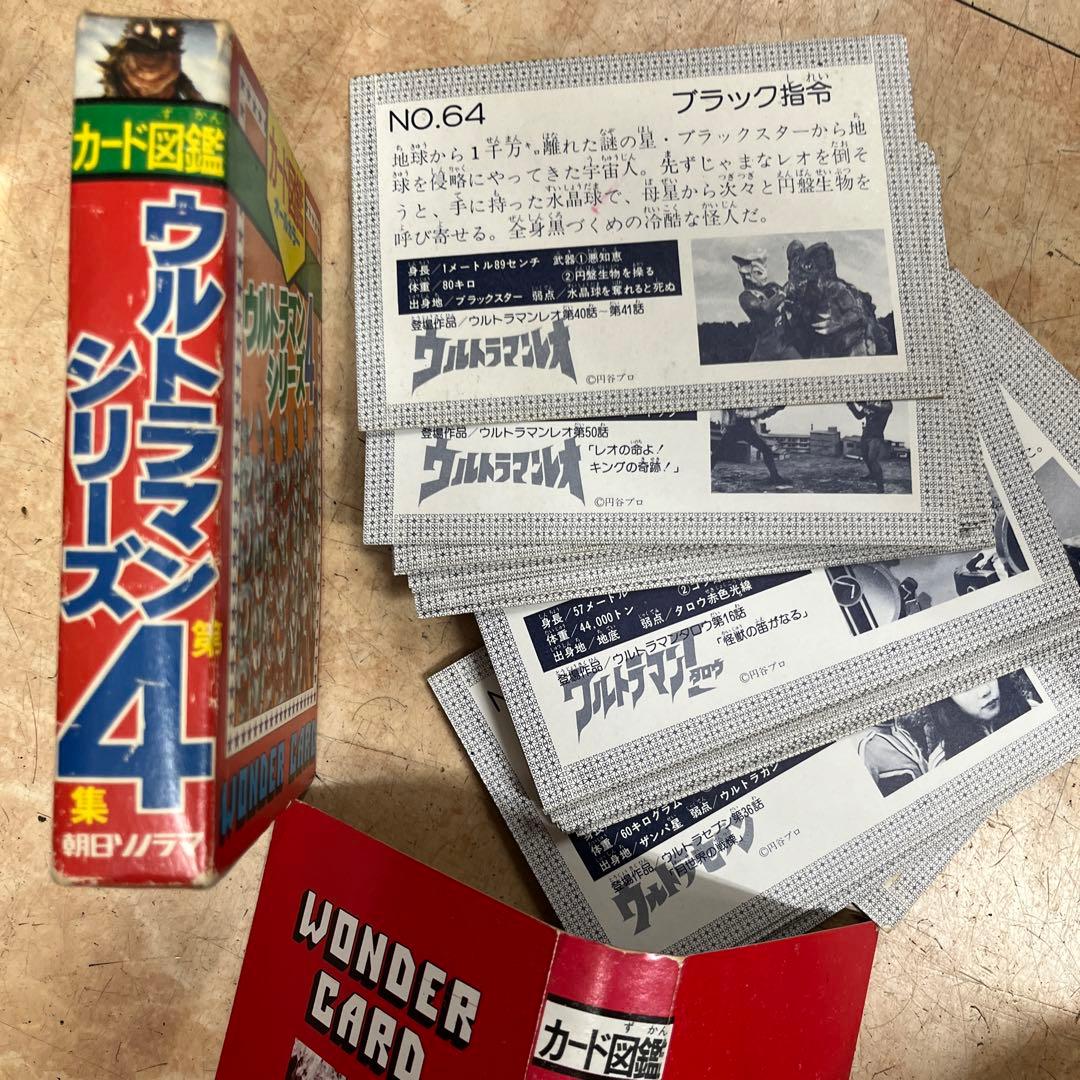 カード図鑑
ずかん
ウルトラマン
シリーズ
第
4
集
朝日ソノラマ
カード図鑑
ウルトラマン
シリーズ4
WONDER CARD
NO.64
ブラック指令
しれい
地球から1千万㌔離れた謎の星・ブラックスターから地
球を侵略にやってきた宇宙人。先ずじゃまなレオを倒そ
うと、手に持った水晶球で、母星から次々と円盤生物を
呼び寄せる。全身黒づくめの冷酷な怪人だ。
身長/1メートル89センチ 武器①悪知恵
体重/80キロ ②円盤生物を操る
出身地/ブラックスター 弱点/水晶球を奪れると死ぬ
登場作品/ウルトラマンレオ第40話~第41話
ウルトラマンレオ
©円谷プロ
登場作品/ウルトラマンレオ第50話
「レオの命よ!
キングの奇跡!」
ウルトラマンレオ
©円谷プロ
身長/57メートル
体重/44,000トン
出身地/地底 弱点/タロウ赤色光線
登場作品/ウルトラマンタロウ第16話
「怪獣の笛がなる」
ウルトラマンタロウ
©円谷プロ
体重/60キログラム
出身地/ザンパ星 弱点/ウルトラガン
登場作品/ウルトラセブン第36話
©円谷プロ
ウルトラセブン
WONDER
CARD
ずかん
カード図鑑